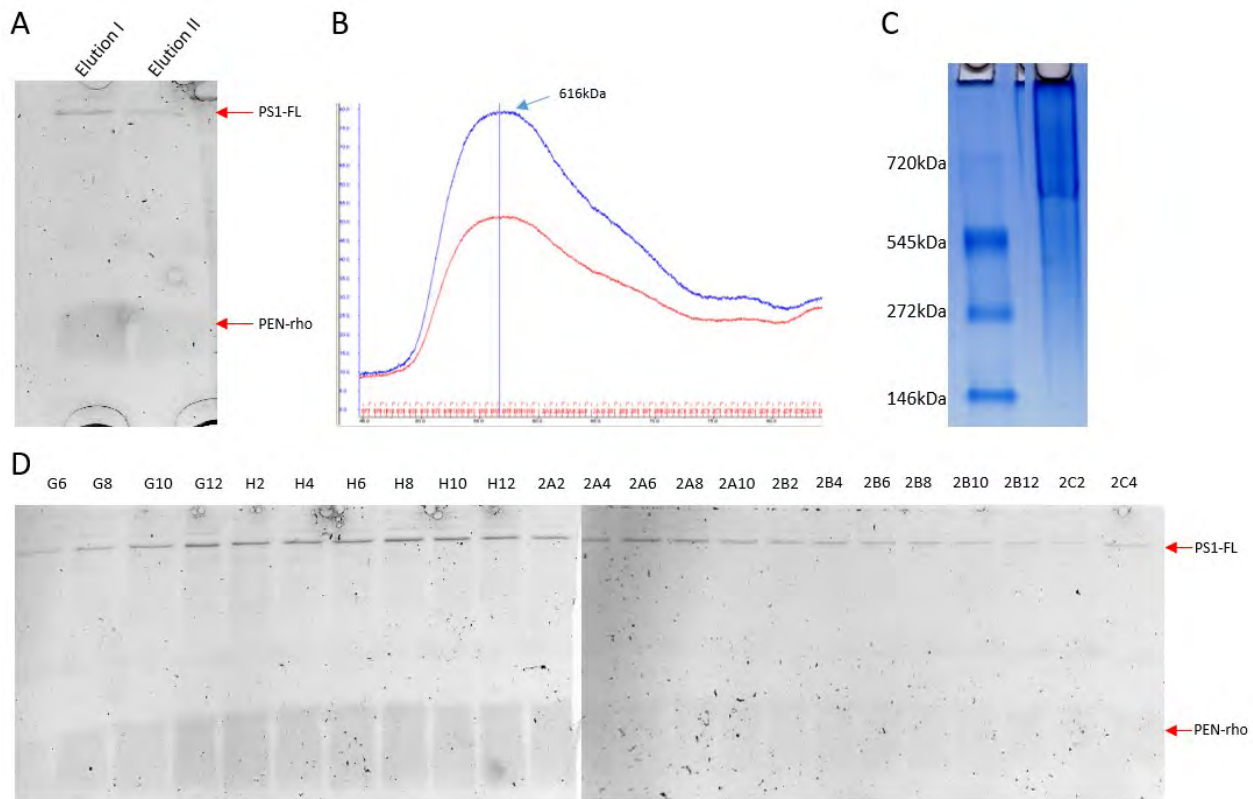 A
Elution I
Elution II
PS1-FL
PEN-rho
B
616kDa
C
720kDa
545kDa
272kDa
146kDa
D
G6 G8 G10 G12 H2 H4 H6 H8 H10 H12 2A2 2A4 2A6 2A8 2A10 2B2 2B4 2B6 2B8 2B10 2B12 2C2 2C4
PS1-FL
PEN-rho